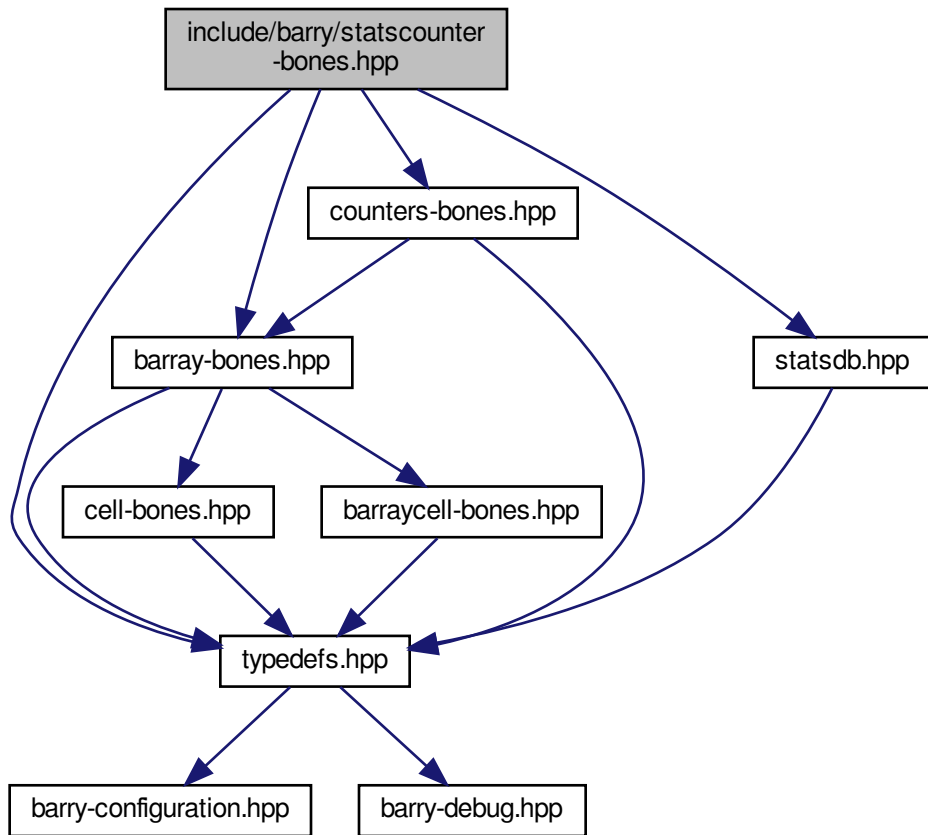 include/barry/statscounter
-bones.hpp
counters-bones.hpp
barray-bones.hpp
statsdb.hpp
cell-bones.hpp
barraycell-bones.hpp
typedefs.hpp
barry-configuration.hpp
barry-debug.hpp